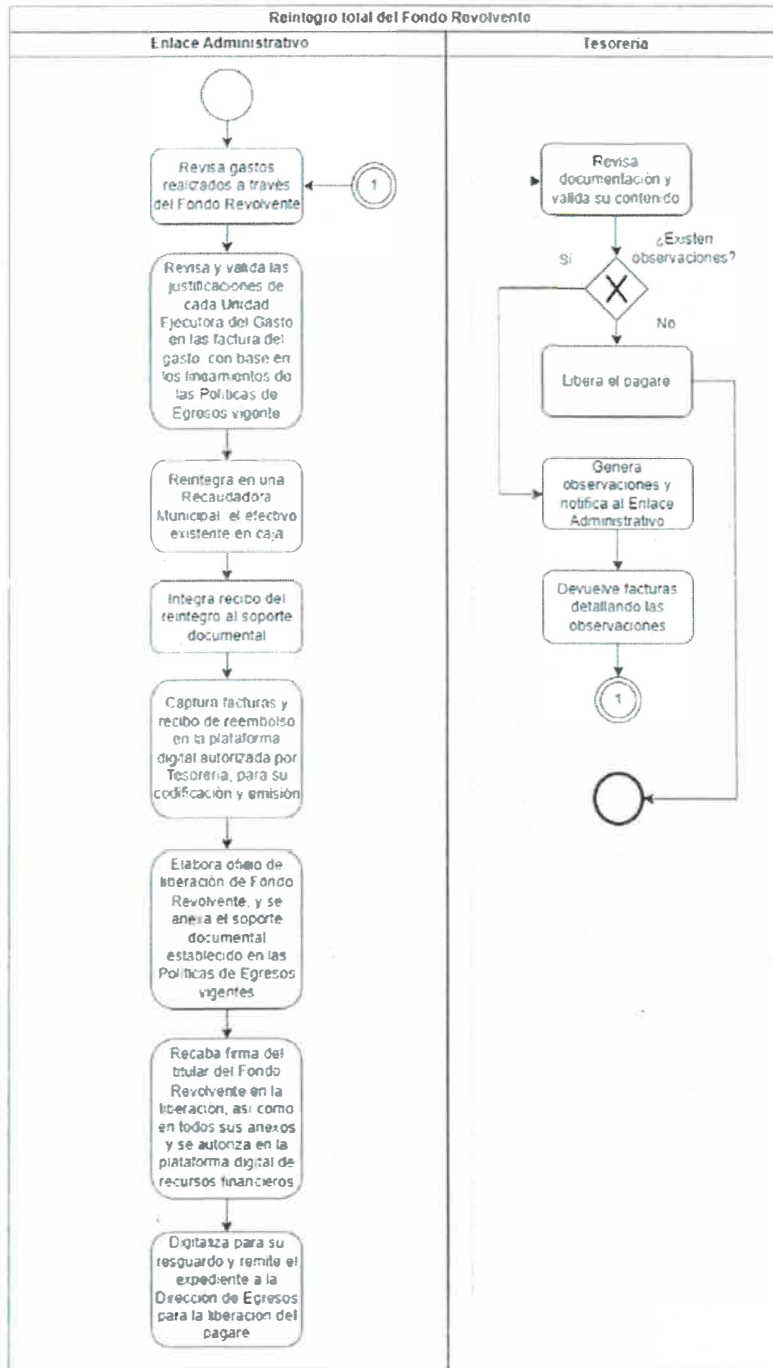 Reintegro total del Fondo Revolvente
Enlace Administrativo
Tesorería
Revisa gastos
realizados a través
del Fondo Revolvente
1
Revisa y valida las
justificaciones de
cada Unidad
Ejecutora del Gasto
en las factura del
gasto, con base en
los lineamientos de
las Políticas de
Egresos vigente
Reintegra en una
Recaudadora
Municipal, el efectivo
existente en caja
Integra recibo del
reintegro al soporte
documental
Captura facturas y
recibo de reembolso
en la plataforma
digital autorizada por
Tesorería, para su
codificación y emisión
Elabora oficio de
liberación de Fondo
Revolvente, y se
anexa el soporte
documental
establecido en las
Políticas de Egresos
vigentes
Recaba firma del
titular del Fondo
Revolvente en la
liberación, así como
en todos sus anexos
y se autoriza en la
plataforma digital de
recursos financieros
Digitaliza para su
resguardo y remite el
expediente a la
Dirección de Egresos
para la liberación del
pagare
Revisa
documentación y
valida su contenido
¿Existen
observaciones?
Si
No
Libera el pagare
Genera
observaciones y
notifica al Enlace
Administrativo
Devuelve facturas
detallando las
observaciones
1